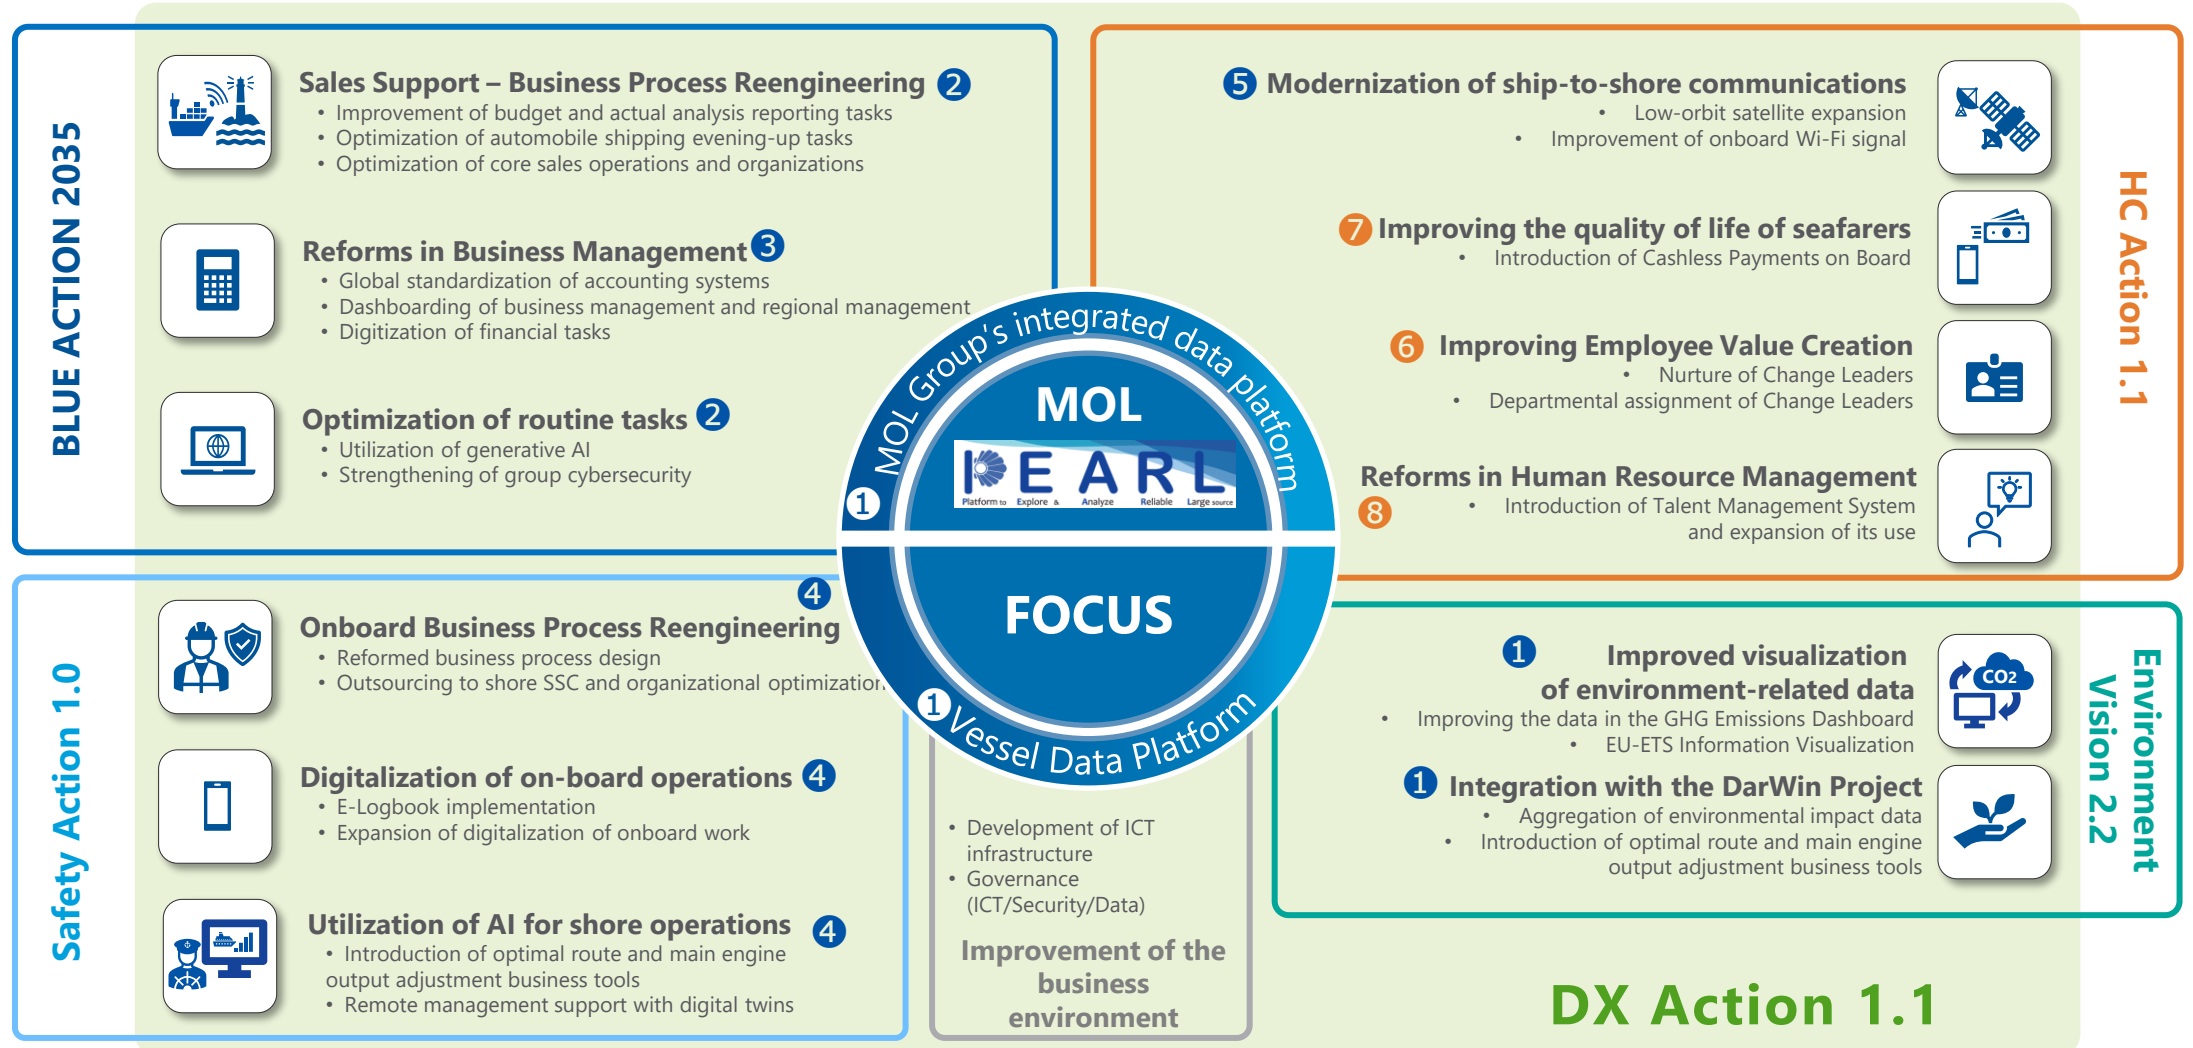 BLUE ACTION 2035
Sales Support – Business Process Reengineering 2
• Improvement of budget and actual analysis reporting tasks
• Optimization of automobile shipping evening-up tasks
• Optimization of core sales operations and organizations
Reforms in Business Management 3
• Global standardization of accounting systems
• Dashboarding of business management and regional management
• Digitization of financial tasks
Optimization of routine tasks 2
• Utilization of generative AI
• Strengthening of group cybersecurity
HC Action 1.1
5 Modernization of ship-to-shore communications
• Low-orbit satellite expansion
• Improvement of onboard Wi-Fi signal
7 Improving the quality of life of seafarers
• Introduction of Cashless Payments on Board
6 Improving Employee Value Creation
• Nurture of Change Leaders
• Departmental assignment of Change Leaders
Reforms in Human Resource Management
8
• Introduction of Talent Management System
and expansion of its use
1 MOL Group's integrated data platform
MOL
PEARL
Platform to Explore & Analyze Reliable Large source
FOCUS
1 Vessel Data Platform
Safety Action 1.0
4
Onboard Business Process Reengineering
• Reformed business process design
• Outsourcing to shore SSC and organizational optimization
Digitalization of on-board operations 4
• E-Logbook implementation
• Expansion of digitalization of onboard work
Utilization of AI for shore operations 4
• Introduction of optimal route and main engine
output adjustment business tools
• Remote management support with digital twins
• Development of ICT
infrastructure
• Governance
(ICT/Security/Data)
Improvement of the
business
environment
Environment
Vision 2.2
1 Improved visualization
of environment-related data
• Improving the data in the GHG Emissions Dashboard
• EU-ETS Information Visualization
CO2
1 Integration with the DarWin Project
• Aggregation of environmental impact data
• Introduction of optimal route and main engine
output adjustment business tools
DX Action 1.1